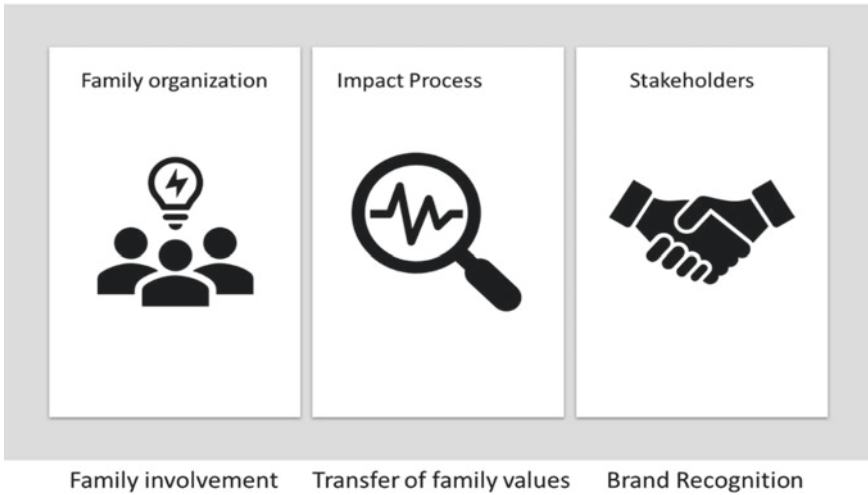 Family organization
Impact Process
Stakeholders
Family involvement
Transfer of family values
Brand Recognition